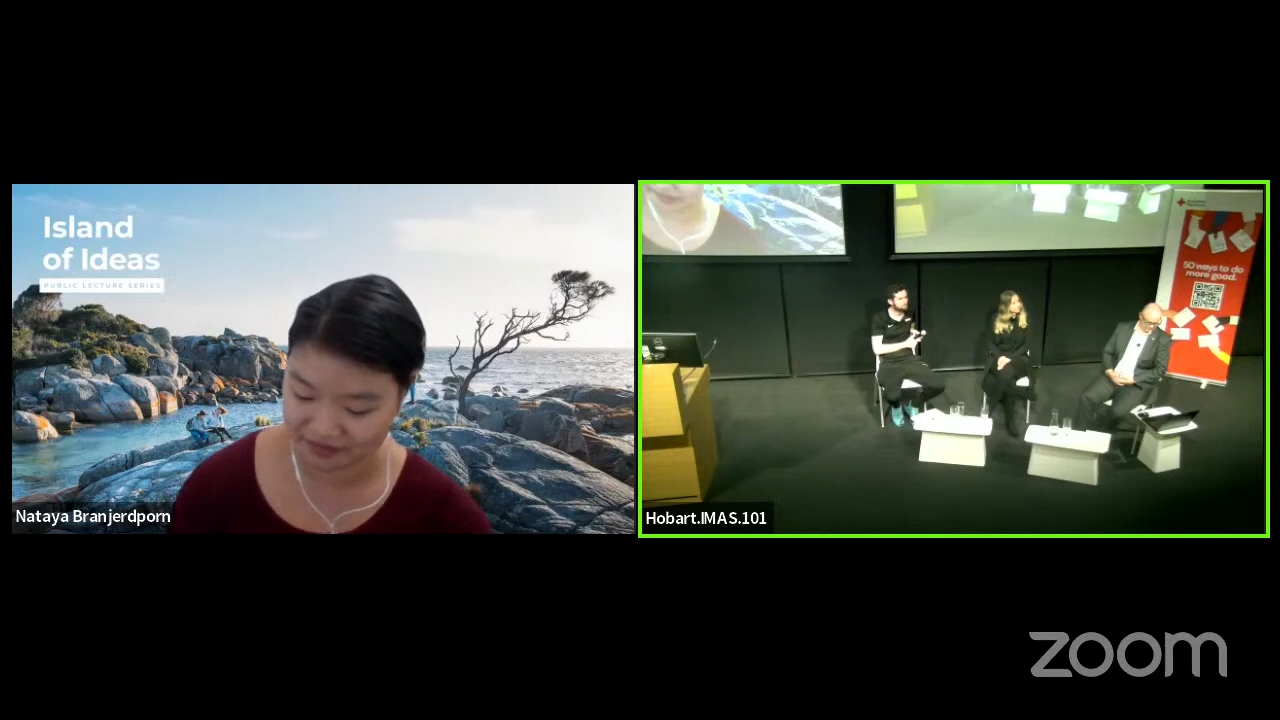 Island
of Ideas
PUBLIC LECTURE SERIES
Nataya Branjerdporn
50 ways to do
more good.
Hobart.IMAS.101
zoom